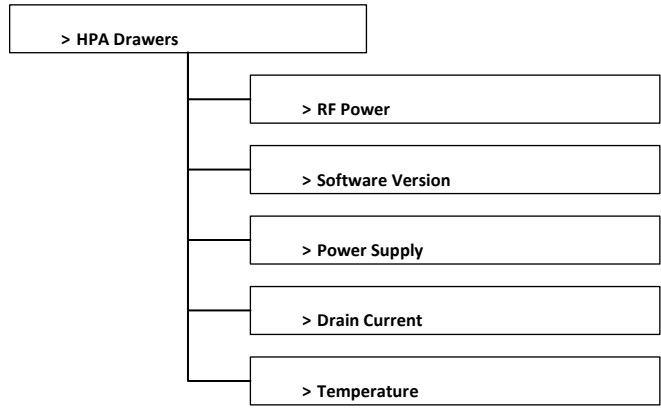 > HPA Drawers
> RF Power
> Software Version
> Power Supply
> Drain Current
> Temperature